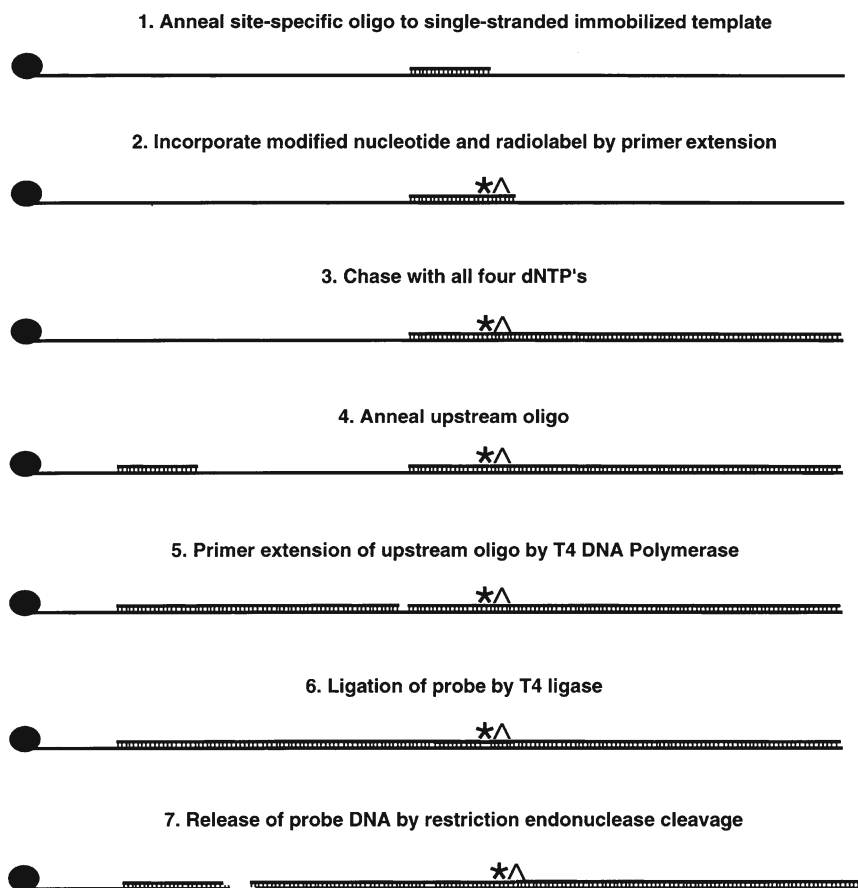 1. Anneal site-specific oligo to single-stranded immobilized template
2. Incorporate modified nucleotide and radiolabel by primer extension
3. Chase with all four dNTP's
4. Anneal upstream oligo
5. Primer extension of upstream oligo by T4 DNA Polymerase
6. Ligation of probe by T4 ligase
7. Release of probe DNA by restriction endonuclease cleavage